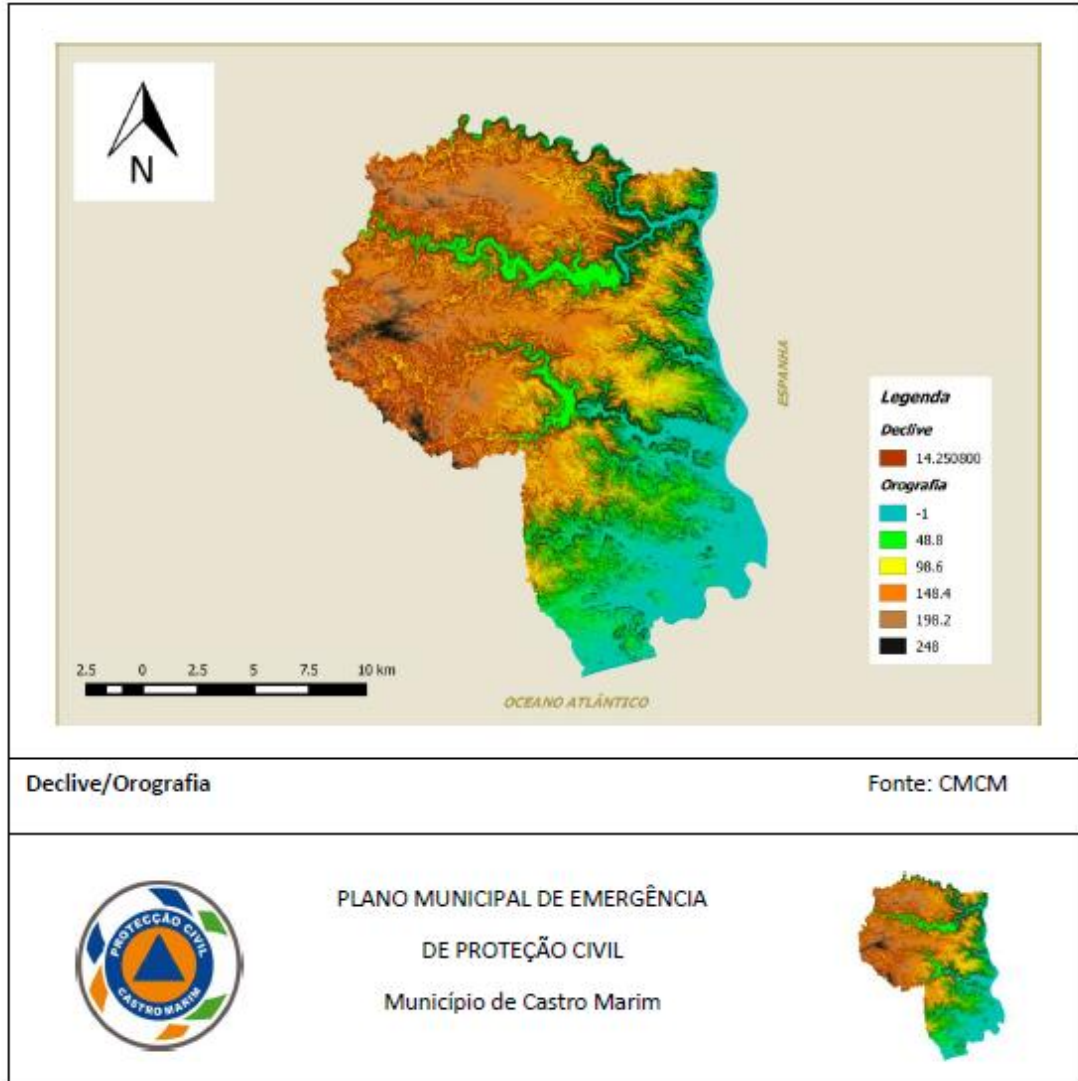 N
ESPANHA
Legenda
Declive
14.250800
Orografia
-1
48.8
98.6
148.4
198.2
248
2.5 0 2.5 5 7.5 10 km
OCEANO ATLÂNTICO
Declive/Orografia
Fonte: CMCM
PROTECÇÃO CIVIL
CASTRO MARIM
PLANO MUNICIPAL DE EMERGÊNCIA
DE PROTEÇÃO CIVIL
Município de Castro Marim